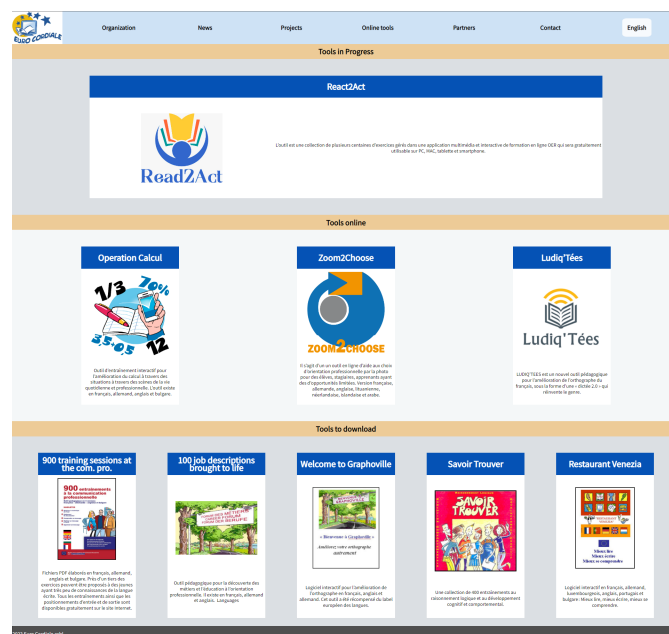 EURO CORDIALE
Organization
News
Projects
Online tools
Partners
Contact
English
Tools in Progress
React2Act
Read2Act
L'outil est une collection de plusieurs centaines d'exercices gérés dans une application multimédia et interactive de formation en ligne OER qui sera gratuitement
utilisable sur PC, MAC, tablette et smartphone.
Tools online
Operation Calcul
1/3
70%
3,5+0,5
12
Outil d'Entraînement interactif pour
l'amélioration du calcul à travers des
situations à travers des scènes de la vie
quotidienne et professionnelle. L'outil existe
en français, allemand, anglais et bulgare.
Zoom2Choose
ZOOM2CHOOSE
Il s'agit d'un un outil en ligne d'aide aux choix
d'orientation professionnelle par la photo
pour des élèves, stagiaires, apprenants ayant
des d'opportunités limitées. Version française,
allemande, anglaise, lituanienne,
néerlandaise, islandaise et arabe.
Ludiq'Tées
Ludiq'Tées
LUDIQ'TEES est un nouvel outil pédagogique
pour l'amélioration de l'orthographe du
français, sous la forme d'une « dictée 2.0 » qui
réinvente le genre.
Tools to download
900 training sessions at
the com. pro.
900 entraînements
à la communication
professionnelle
Fichiers PDF élaborés en français, allemand,
anglais et bulgare. Près d'un tiers des
exercices peuvent être proposés à des jeunes
ayant très peu de connaissances de la langue
écrite. Tous les entraînements ainsi que les
positionnements d'entrée et de sortie sont
disponibles gratuitement sur le site internet.
100 job descriptions
brought to life
Outil pédagogique pour la découverte des
métiers et l'éducation à l'orientation
professionnelle, il existe en français, allemand
et anglais. Languages
Welcome to Graphoville
« Bienvenue à Graphoville »
Améliorez votre orthographe
autrement
Logiciel interactif pour l'amélioration de
l'orthographe en français, anglais et
allemand. Cet outil a été récompensé du label
européen des langues.
Savoir Trouver
SAVOIR
TROUVER
Une collection de 400 entraînements au
raisonnement logique et au développement
cognitif et comportemental.
Restaurant Venezia
Mieux lire
Mieux écrire
Mieux se comprendre
Logiciel interactif en français, allemand,
luxembourgeois, anglais, portugais et
bulgare : Mieux lire, mieux écrire, mieux se
comprendre.